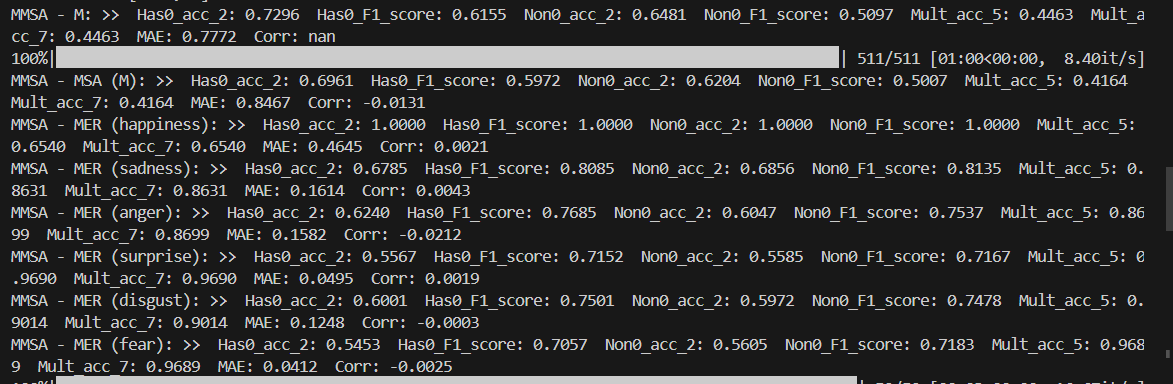 MMSA - M: >>  Has0_acc_2: 0.7296  Has0_F1_score: 0.6155  Non0_acc_2: 0.6481  Non0_F1_score: 0.5097  Mult_acc_5: 0.4463  Mult_a
cc_7: 0.4463  MAE: 0.7772  Corr: nan
100%| | 511/511 [01:00<00:00,  8.40it/s]
MMSA - MSA (M): >>  Has0_acc_2: 0.6961  Has0_F1_score: 0.5972  Non0_acc_2: 0.6204  Non0_F1_score: 0.5007  Mult_acc_5: 0.4164
Mult_acc_7: 0.4164  MAE: 0.8467  Corr: -0.0131
MMSA - MER (happiness): >>  Has0_acc_2: 1.0000  Has0_F1_score: 1.0000  Non0_acc_2: 1.0000  Non0_F1_score: 1.0000  Mult_acc_5:
0.6540  Mult_acc_7: 0.6540  MAE: 0.4645  Corr: 0.0021
MMSA - MER (sadness): >>  Has0_acc_2: 0.6785  Has0_F1_score: 0.8085  Non0_acc_2: 0.6856  Non0_F1_score: 0.8135  Mult_acc_5: 0.
8631  Mult_acc_7: 0.8631  MAE: 0.1614  Corr: 0.0043
MMSA - MER (anger): >>  Has0_acc_2: 0.6240  Has0_F1_score: 0.7685  Non0_acc_2: 0.6047  Non0_F1_score: 0.7537  Mult_acc_5: 0.86
99  Mult_acc_7: 0.8699  MAE: 0.1582  Corr: -0.0212
MMSA - MER (surprise): >>  Has0_acc_2: 0.5567  Has0_F1_score: 0.7152  Non0_acc_2: 0.5585  Non0_F1_score: 0.7167  Mult_acc_5: 0
.9690  Mult_acc_7: 0.9690  MAE: 0.0495  Corr: 0.0019
MMSA - MER (disgust): >>  Has0_acc_2: 0.6001  Has0_F1_score: 0.7501  Non0_acc_2: 0.5972  Non0_F1_score: 0.7478  Mult_acc_5: 0.
9014  Mult_acc_7: 0.9014  MAE: 0.1248  Corr: -0.0003
MMSA - MER (fear): >>  Has0_acc_2: 0.5453  Has0_F1_score: 0.7057  Non0_acc_2: 0.5605  Non0_F1_score: 0.7183  Mult_acc_5: 0.968
9  Mult_acc_7: 0.9689  MAE: 0.0412  Corr: -0.0025